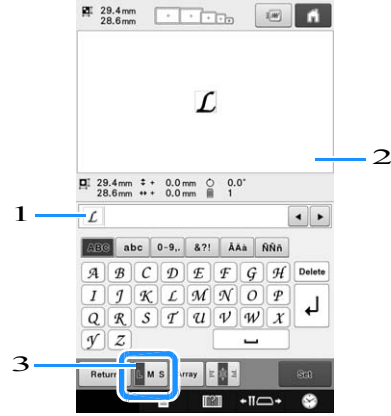 29.4mm
28.6mm
ℒ
2
29.4mm + 0.0mm 0.0°
28.6mm + 0.0mm 1
1 ℒ
ABC abc 0-9,. &?! ÄÀà ÑÑñ
A B C D E F G H Delete
I J K L M N O P
Q R S T U V W X
Y Z
3
Return L M S Array Set